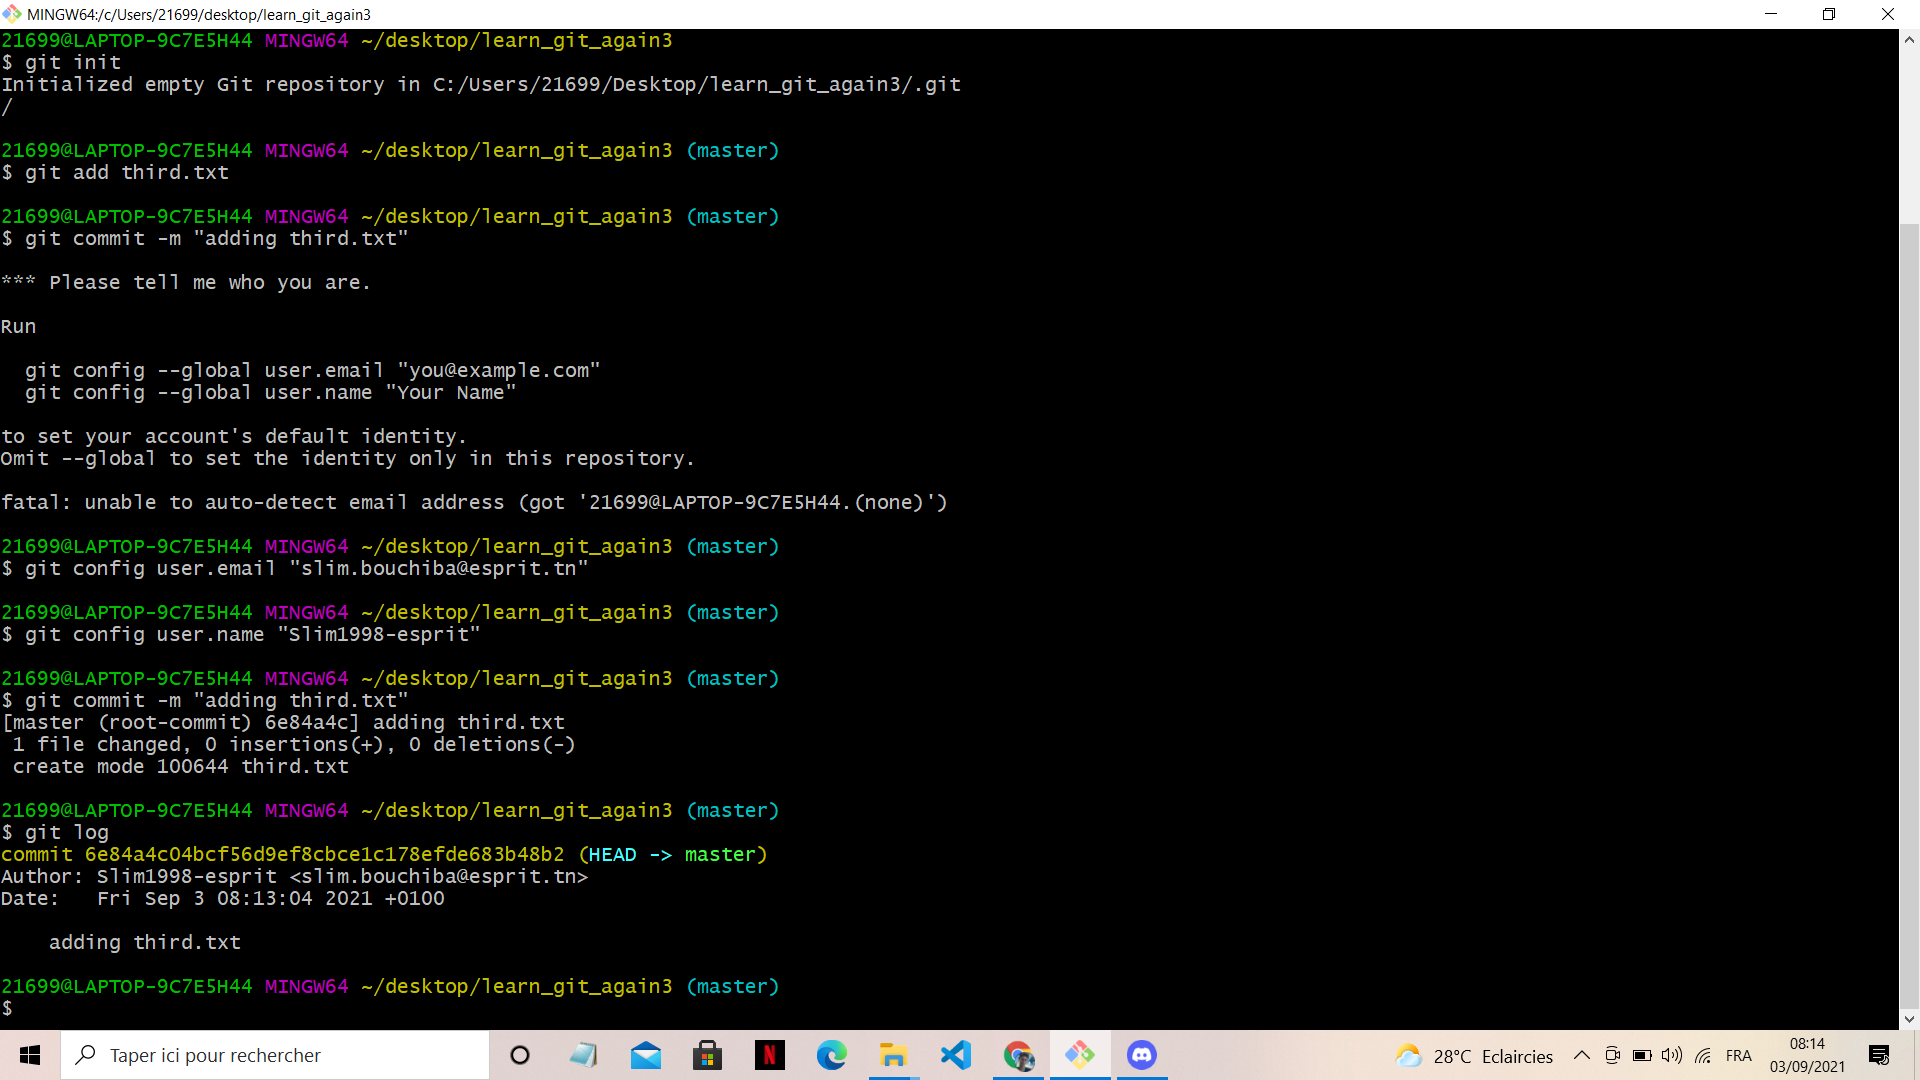 MINGW64:/c/Users/21699/desktop/learn_git_again3
21699@LAPTOP-9C7E5H44 MINGW64 ~/desktop/learn_git_again3
$ git init
Initialized empty Git repository in C:/Users/21699/Desktop/learn_git_again3/.git
/
21699@LAPTOP-9C7E5H44 MINGW64 ~/desktop/learn_git_again3 (master)
$ git add third.txt
21699@LAPTOP-9C7E5H44 MINGW64 ~/desktop/learn_git_again3 (master)
$ git commit -m "adding third.txt"
*** Please tell me who you are.
Run
  git config --global user.email "you@example.com"
  git config --global user.name "Your Name"
to set your account's default identity.
Omit --global to set the identity only in this repository.
fatal: unable to auto-detect email address (got '21699@LAPTOP-9C7E5H44.(none)')
21699@LAPTOP-9C7E5H44 MINGW64 ~/desktop/learn_git_again3 (master)
$ git config user.email "slim.bouchiba@esprit.tn"
21699@LAPTOP-9C7E5H44 MINGW64 ~/desktop/learn_git_again3 (master)
$ git config user.name "Slim1998-esprit"
21699@LAPTOP-9C7E5H44 MINGW64 ~/desktop/learn_git_again3 (master)
$ git commit -m "adding third.txt"
[master (root-commit) 6e84a4c] adding third.txt
 1 file changed, 0 insertions(+), 0 deletions(-)
 create mode 100644 third.txt
21699@LAPTOP-9C7E5H44 MINGW64 ~/desktop/learn_git_again3 (master)
$ git log
commit 6e84a4c04bcf56d9ef8cbce1c178efde683b48b2 (HEAD -> master)
Author: Slim1998-esprit <slim.bouchiba@esprit.tn>
Date:   Fri Sep 3 08:13:04 2021 +0100
    adding third.txt
21699@LAPTOP-9C7E5H44 MINGW64 ~/desktop/learn_git_again3 (master)
$
Taper ici pour rechercher
N
28°C Eclaircies
FRA
08:14
03/09/2021